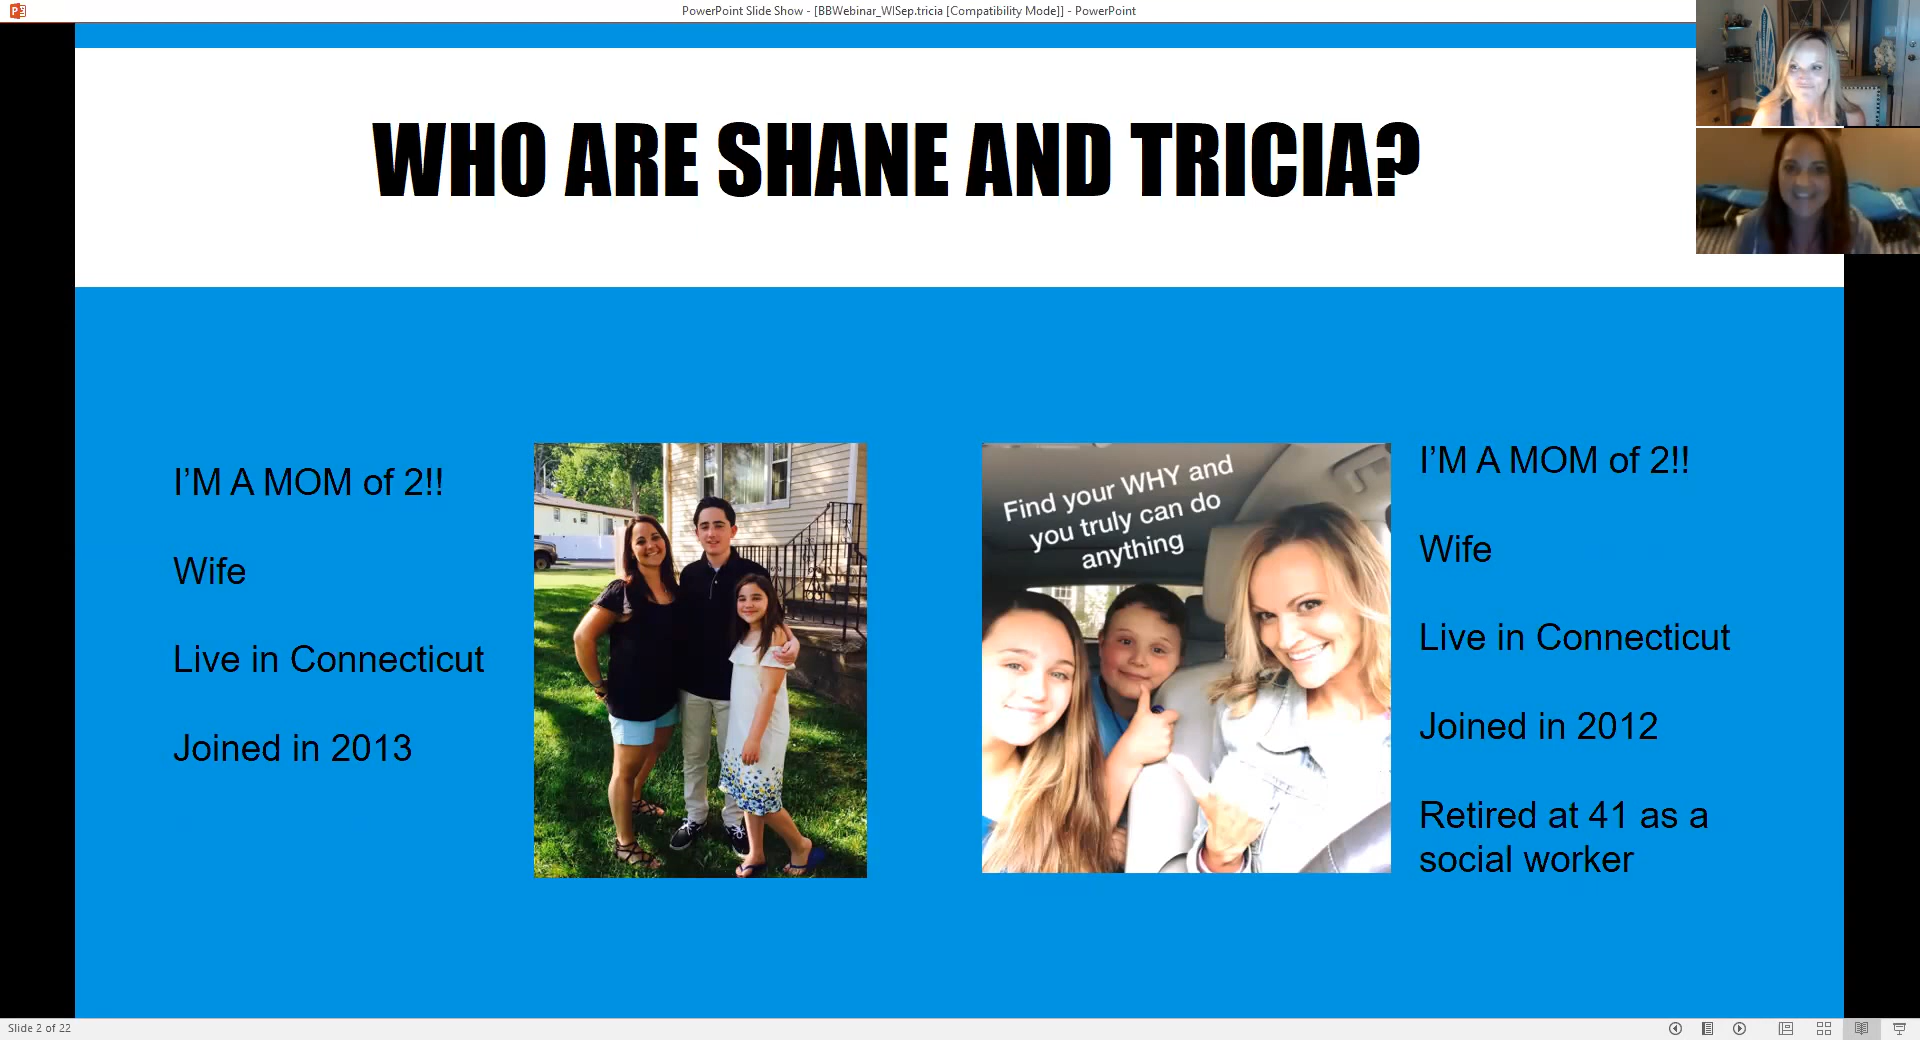 PowerPoint Slide Show - [BBWebinar_WISep.tricia [Compatibility Mode]] - PowerPoint
WHO ARE SHANE AND TRICIA?
I’M A MOM of 2!!
Wife
Live in Connecticut
Joined in 2013
Find your WHY and
you truly can do
anything
I’M A MOM of 2!!
Wife
Live in Connecticut
Joined in 2012
Retired at 41 as a
social worker
Slide 2 of 22